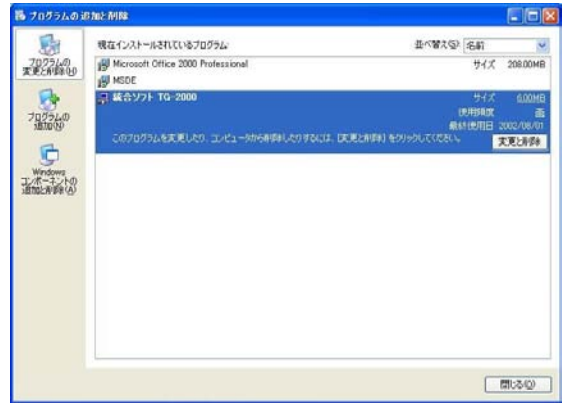 プログラムの追加と削除
プログラムの
変更と削除(H)
プログラムの
追加(N)
Windows
コンポーネントの
追加と削除(A)
現在インストールされているプログラム:
並べ替え(S): 名前
Microsoft Office 2000 Professional
サイズ 208.00MB
MSDE
統合ソフト TG-2000
サイズ 6.00MB
使用頻度 高
最終使用日 2002/08/01
このプログラムを変更したり、コンピュータから削除したりするには、[変更と削除] をクリックしてください。
変更と削除
閉じる(O)